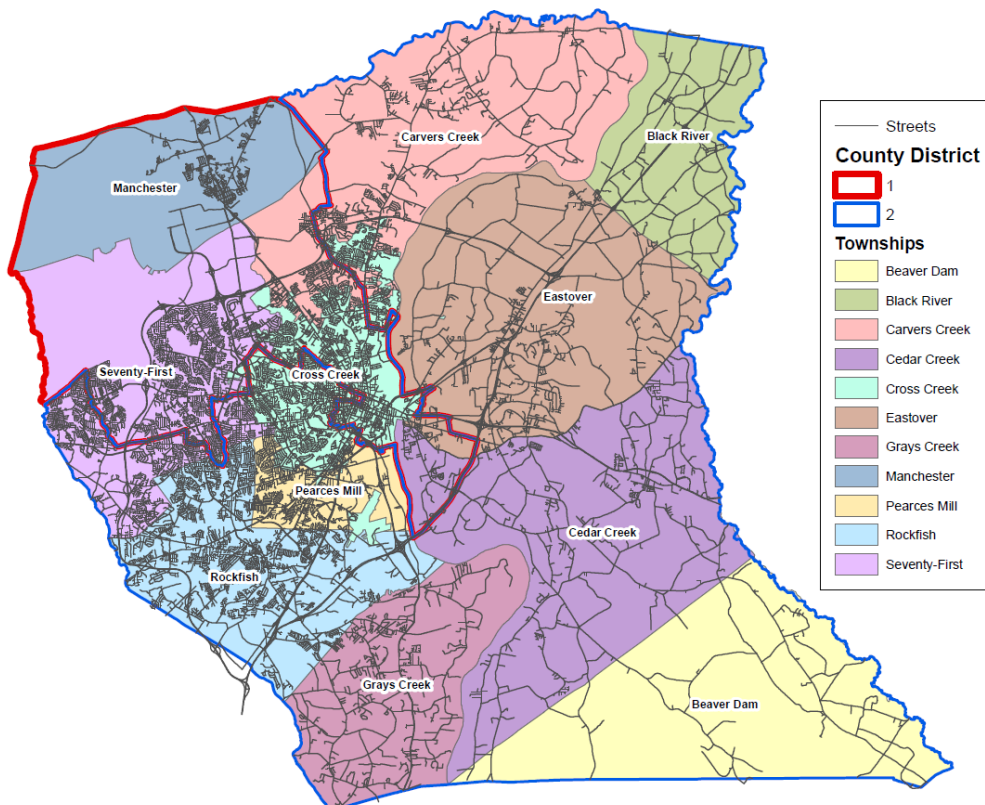 Carvers Creek
Black River
Manchester
Eastover
Seventy-First
Cross Creek
Pearces Mill
Cedar Creek
Rockfish
Grays Creek
Beaver Dam
Streets
County District
1
2
Townships
Beaver Dam
Black River
Carvers Creek
Cedar Creek
Cross Creek
Eastover
Grays Creek
Manchester
Pearces Mill
Rockfish
Seventy-First